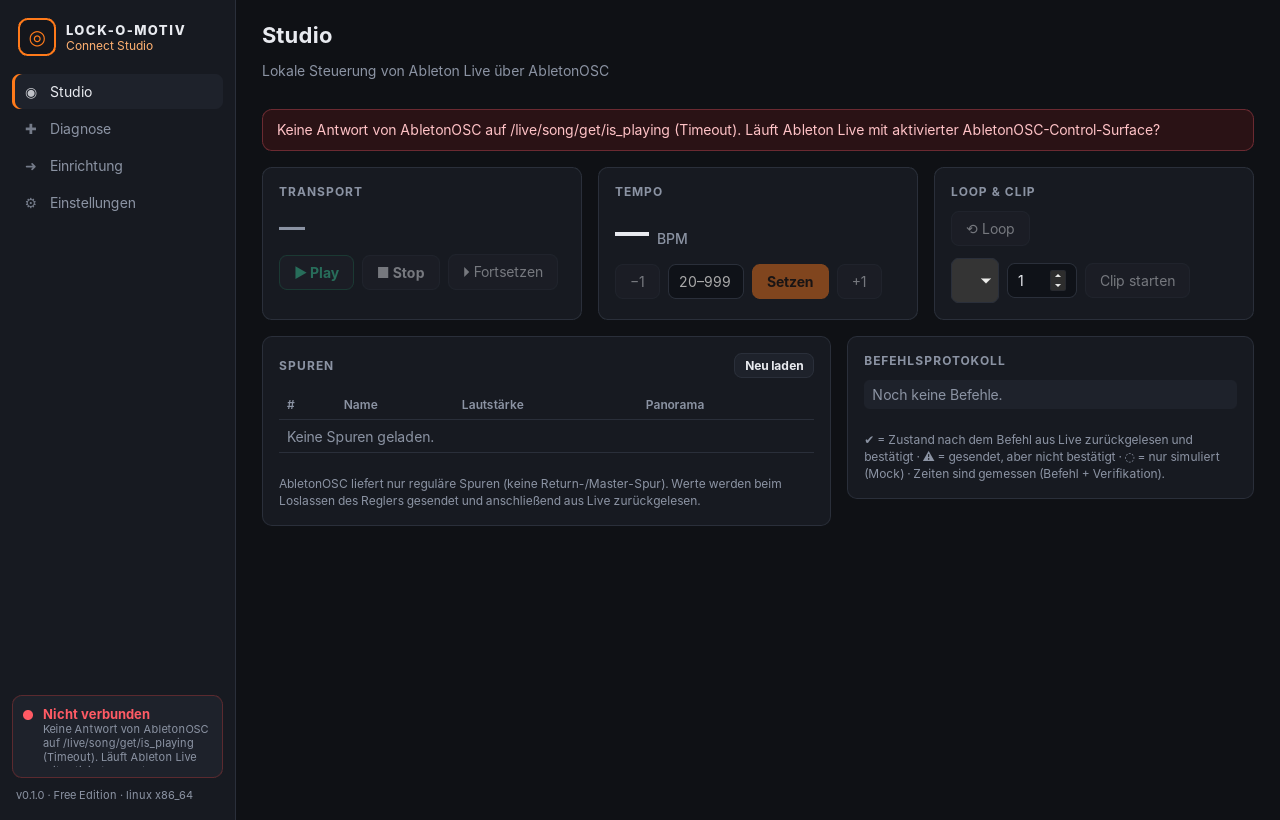 LOCK-O-MOTIV
Connect Studio
Studio
Diagnose
Einrichtung
Einstellungen
Nicht verbunden
Keine Antwort von AbletonOSC
auf /live/song/get/is_playing
(Timeout). Läuft Ableton Live
v0.1.0 · Free Edition · linux x86_64
Studio
Lokale Steuerung von Ableton Live über AbletonOSC
Keine Antwort von AbletonOSC auf /live/song/get/is_playing (Timeout). Läuft Ableton Live mit aktivierter AbletonOSC-Control-Surface?
TRANSPORT
—
▶ Play ■ Stop ⏵ Fortsetzen
TEMPO
— BPM
−1 20–999 Setzen +1
LOOP & CLIP
⟲ Loop
1 Clip starten
SPUREN Neu laden
# Name Lautstärke Panorama
Keine Spuren geladen.
AbletonOSC liefert nur reguläre Spuren (keine Return-/Master-Spur). Werte werden beim
Loslassen des Reglers gesendet und anschließend aus Live zurückgelesen.
BEFEHLSPROTOKOLL
Noch keine Befehle.
✔ = Zustand nach dem Befehl aus Live zurückgelesen und
bestätigt · ⚠ = gesendet, aber nicht bestätigt · ◌ = nur simuliert
(Mock) · Zeiten sind gemessen (Befehl + Verifikation).